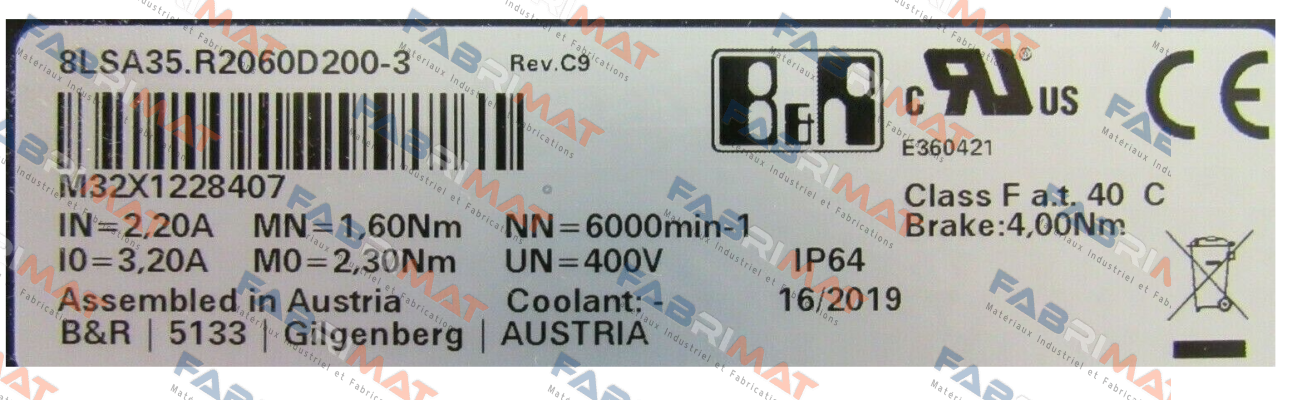 8LSA35.R2060D200-3 Rev.C9
B&R
C RU US
CE
E360421
M32X1228407
Class F a.t. 40 C
IN=2,20A MN=1,60Nm NN=6000min-1 Brake:4,00Nm
I0=3,20A M0=2,30Nm UN=400V IP64
Assembled in Austria Coolant: - 16/2019
B&R | 5133 | Gilgenberg | AUSTRIA
FABRIMAT
Materiaux Industriel et Fabrications